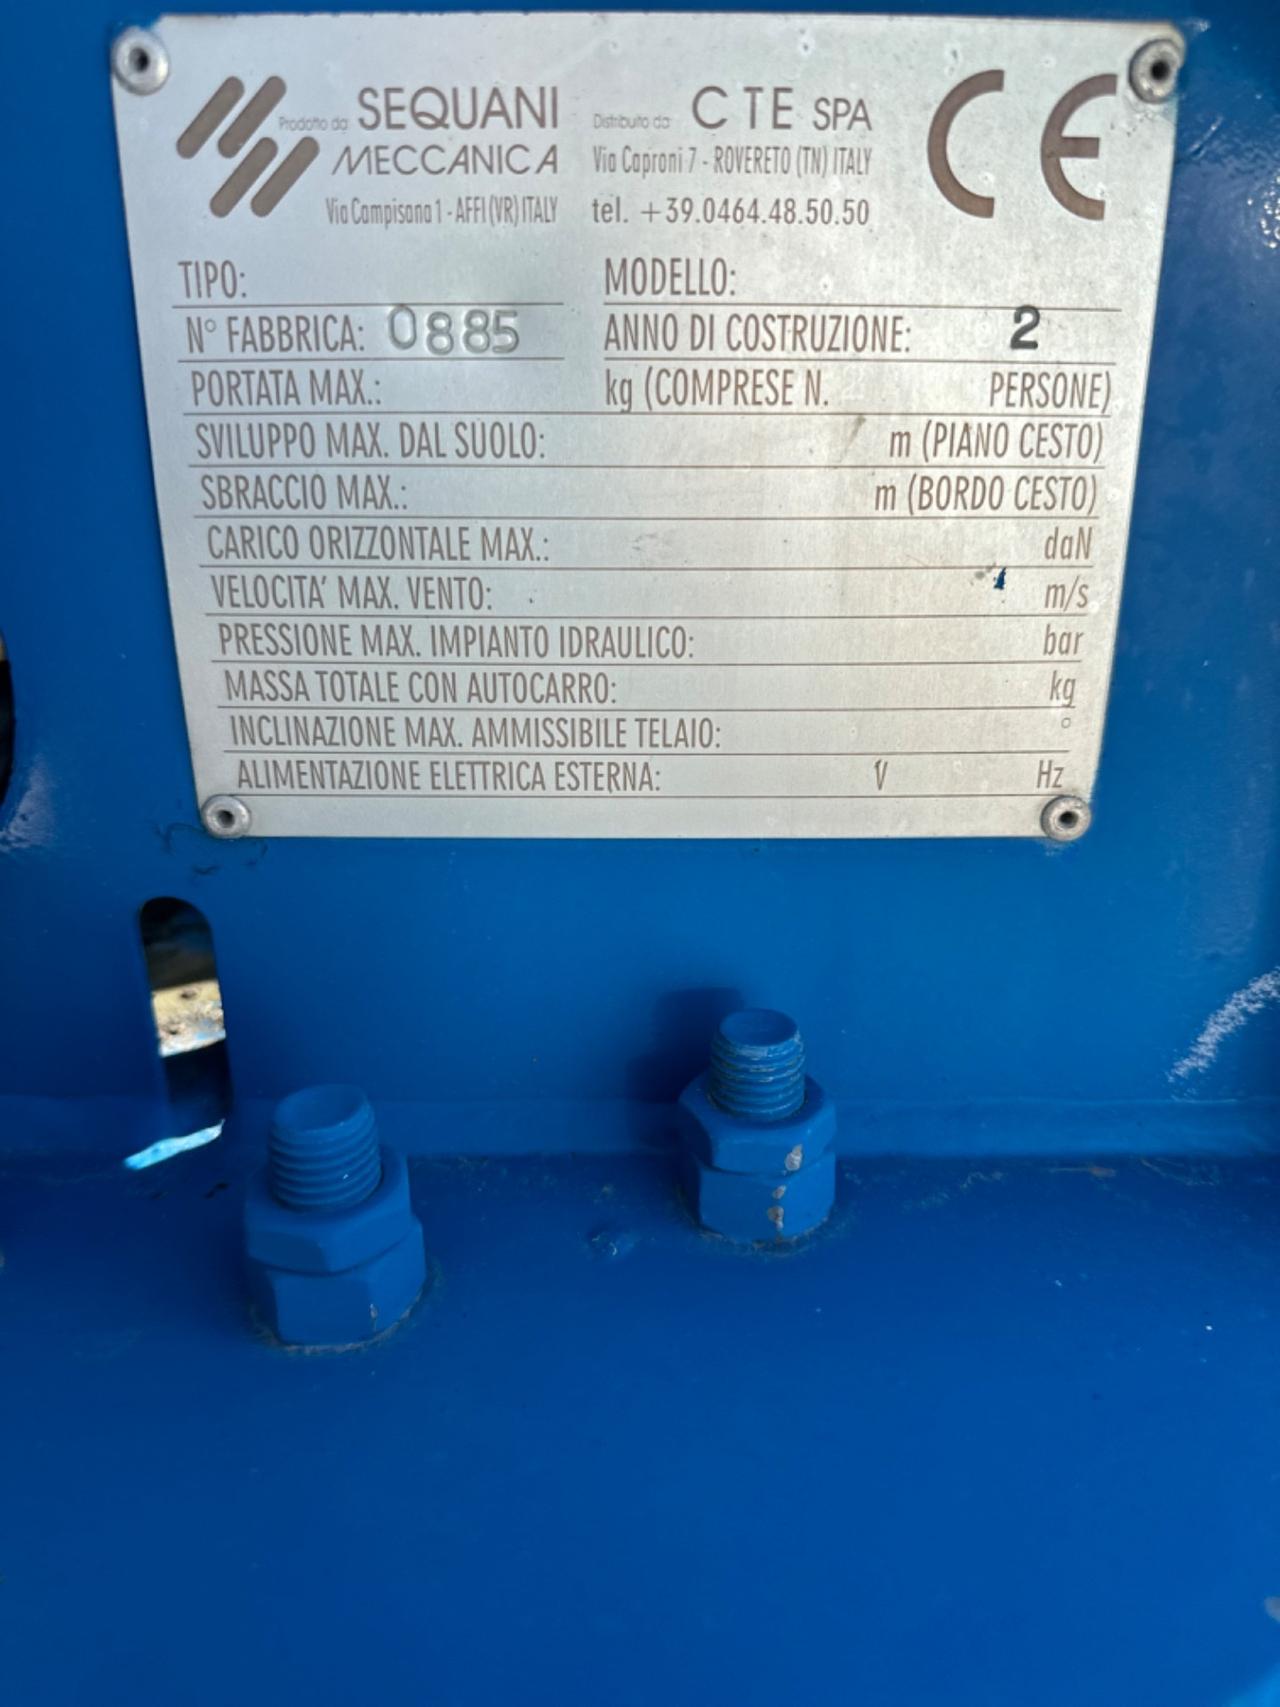 Prodotto da SEQUANI MECCANICA
Via Campisona 1 - AFFI (VR) ITALY
Distribuito da CTE SPA
Via Caproni 7 - ROVERETO (TN) ITALY
tel. +39.0464.48.50.50
CE
TIPO: MODELLO:
N° FABBRICA: 0885 ANNO DI COSTRUZIONE: 2
PORTATA MAX.: kg (COMPRESE N. PERSONE)
SVILUPPO MAX. DAL SUOLO: m (PIANO CESTO)
SBRACCIO MAX.: m (BORDO CESTO)
CARICO ORIZZONTALE MAX.: daN
VELOCITA' MAX. VENTO: m/s
PRESSIONE MAX. IMPIANTO IDRAULICO: bar
MASSA TOTALE CON AUTOCARRO: kg
INCLINAZIONE MAX. AMMISSIBILE TELAIO: °
ALIMENTAZIONE ELETTRICA ESTERNA: V Hz